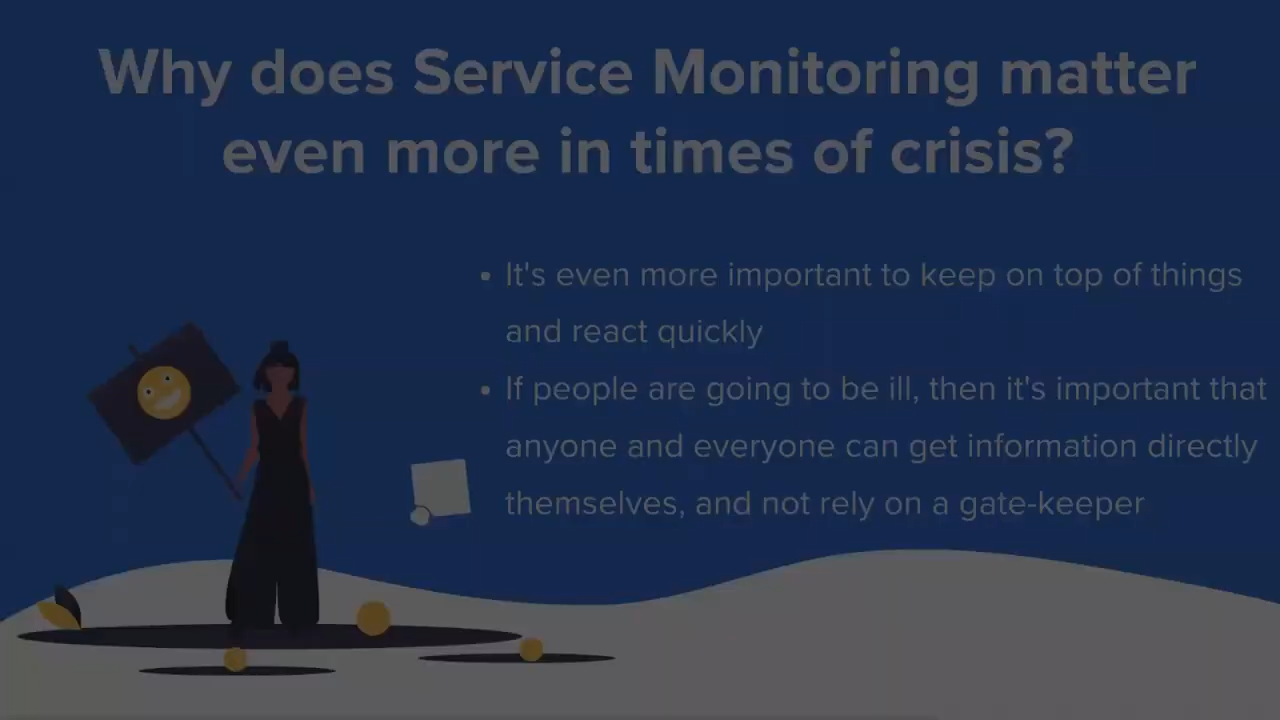 Why does Service Monitoring matter
even more in times of crisis?
• It's even more important to keep on top of things
and react quickly
• If people are going to be ill, then it's important that
anyone and everyone can get information directly
themselves, and not rely on a gate-keeper